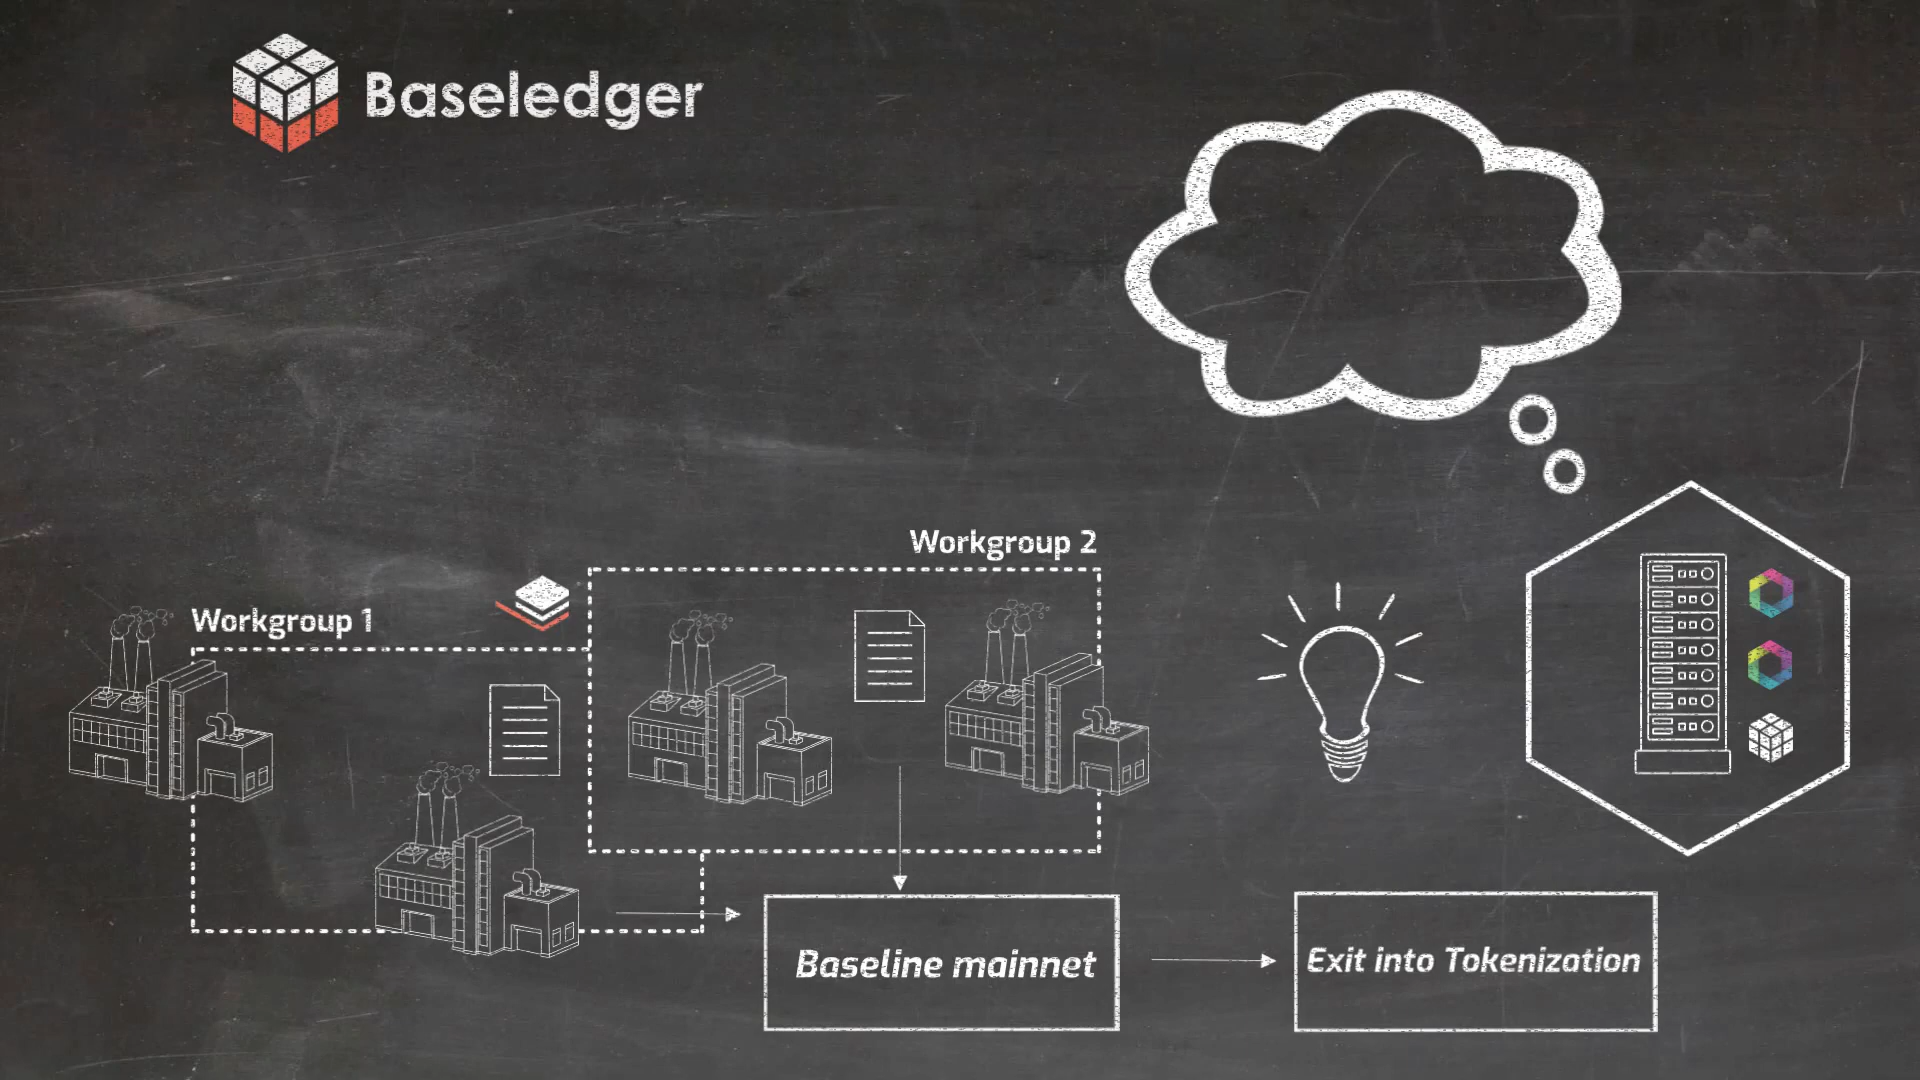 Baseledger
Workgroup 2
Workgroup 1
Baseline mainnet
Exit into Tokenization